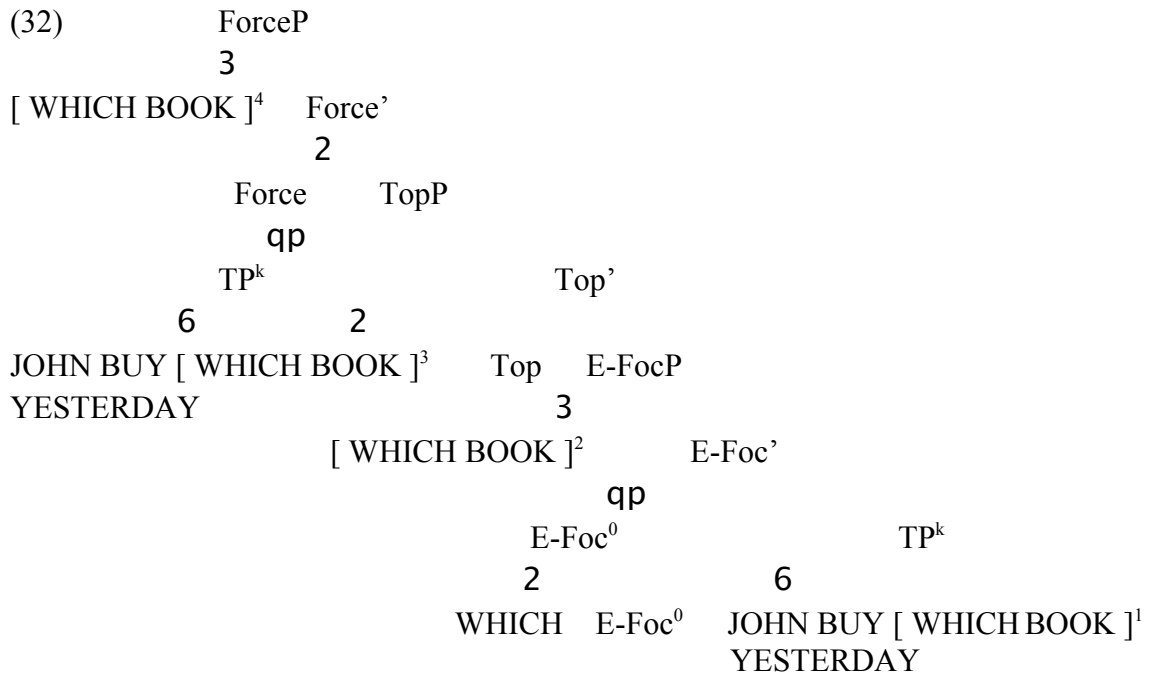 (32) ForceP
3
[ WHICH BOOK ]4 Force’
2
Force TopP
qp
TPk Top’
6 2
JOHN BUY [ WHICH BOOK ]3 Top E-FocP
YESTERDAY 3
[ WHICH BOOK ]2 E-Foc’
qp
E-Foc0 TPk
2 6
WHICH E-Foc0 JOHN BUY [ WHICH BOOK ]1
YESTERDAY